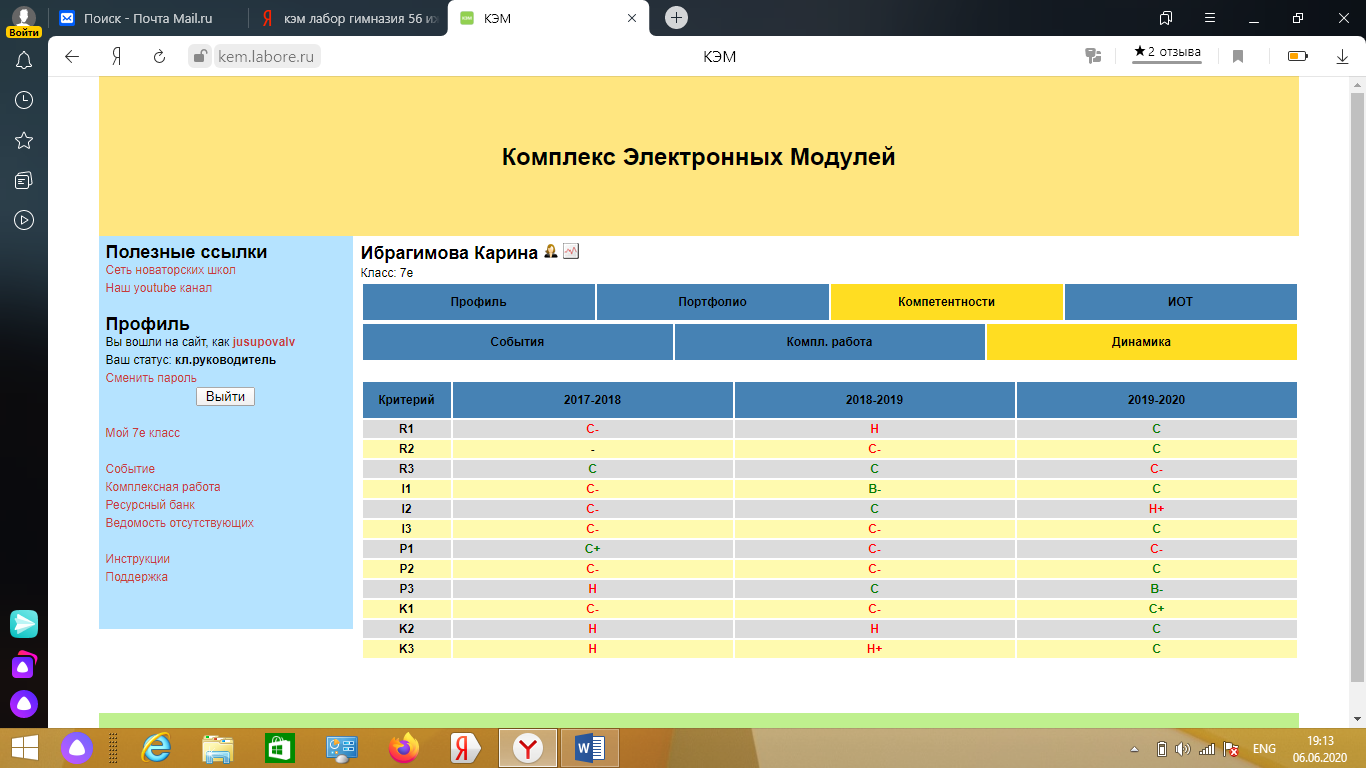 Поиск - Почта Mail.ru
кэм лабор гимназия 56 иж
КЭМ
Войти
kem.labore.ru
КЭМ
★2 отзыва
Комплекс Электронных Модулей
Полезные ссылки
Сеть новаторских школ
Наш youtube канал
Профиль
Вы вошли на сайт, как jusupovalv
Ваш статус: кл.руководитель
Сменить пароль
Выйти
Мой 7е класс
Событие
Комплексная работа
Ресурсный банк
Ведомость отсутствующих
Инструкции
Поддержка
Ибрагимова Карина
Класс: 7е
Профиль Портфолио Компетентности ИОТ
События Компл. работа Динамика
Критерий 2017-2018 2018-2019 2019-2020
R1 С- Н С
R2 - С- С
R3 С С С-
I1 С- В- С
I2 С- С Н+
I3 С- С- С
P1 С+ С- С-
P2 С- С- С
P3 Н С В-
K1 С- С- С+
K2 Н Н С
K3 Н Н+ С
ENG
19:13
06.06.2020